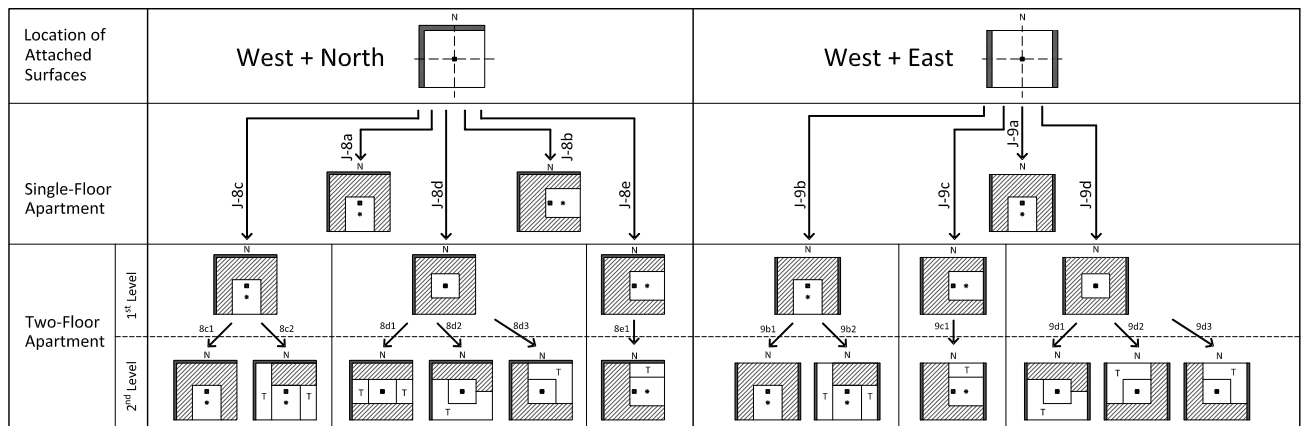 Location of
Attached
Surfaces
West + North
N
West + East
N
Single-Floor
Apartment
J-8c
J-8a
N
J-8d
J-8b
N
J-8e
J-9b
J-9c
J-9a
N
J-9d
Two-Floor
Apartment
1st Level
N
N
N
N
N
N
8c1
8c2
8d1
8d2
8d3
8e1
9b1
9b2
9c1
9d1
9d2
9d3
2nd Level
N
N
T
T
N
T
T
N
T
N
T
N
T
N
N
T
T
N
T
N
T
N
T
N
T